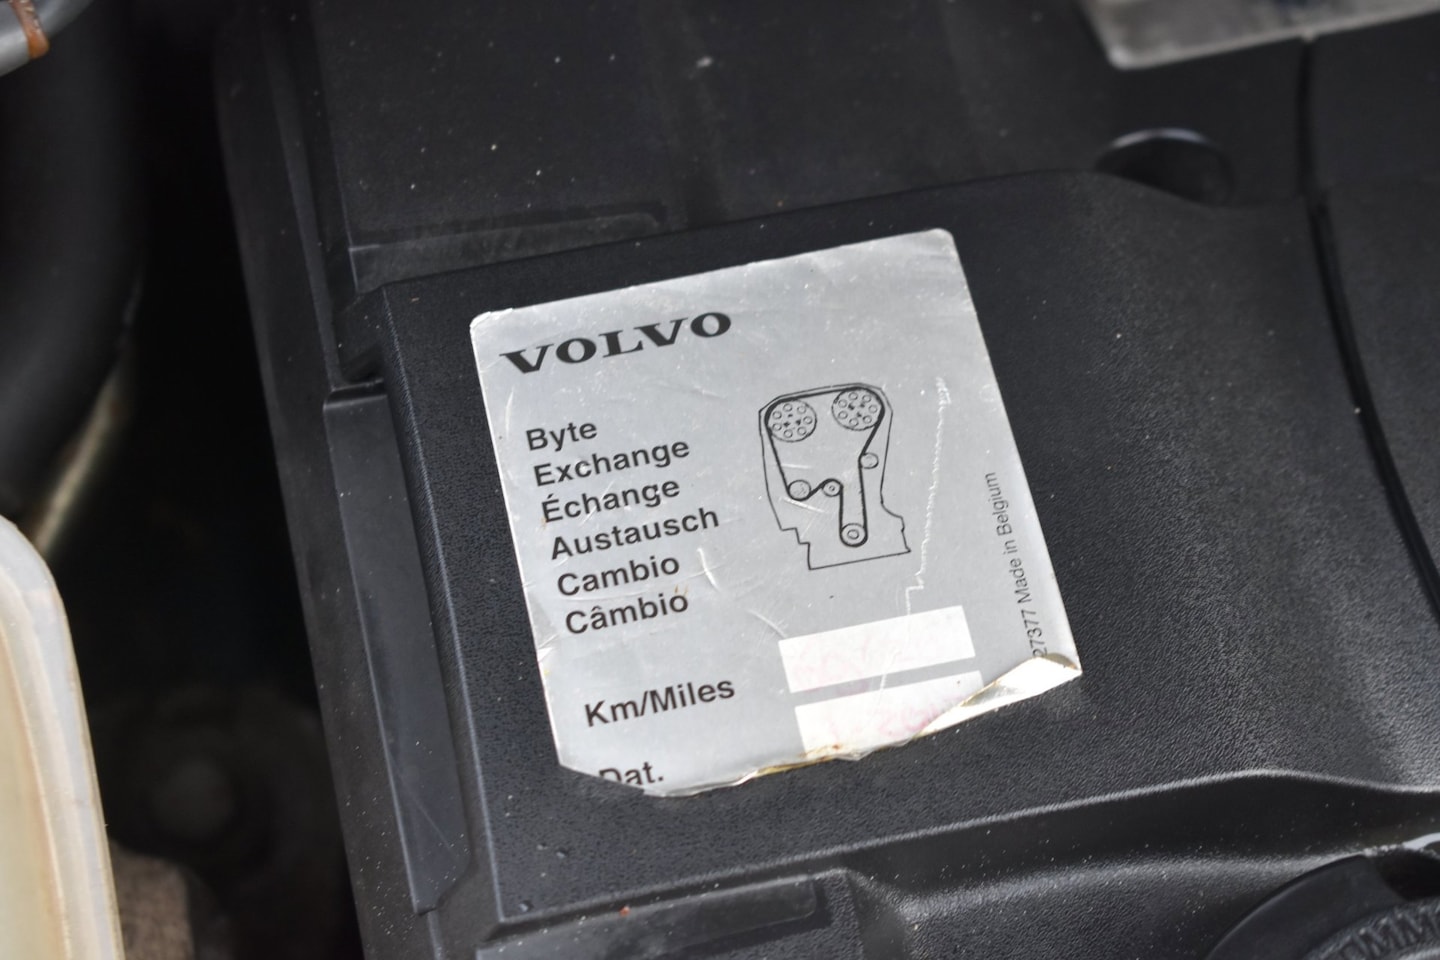 VOLVO
Byte
Exchange
Échange
Austausch
Cambio
Câmbio
Km/Miles
Dat.
27377 Made in Belgium